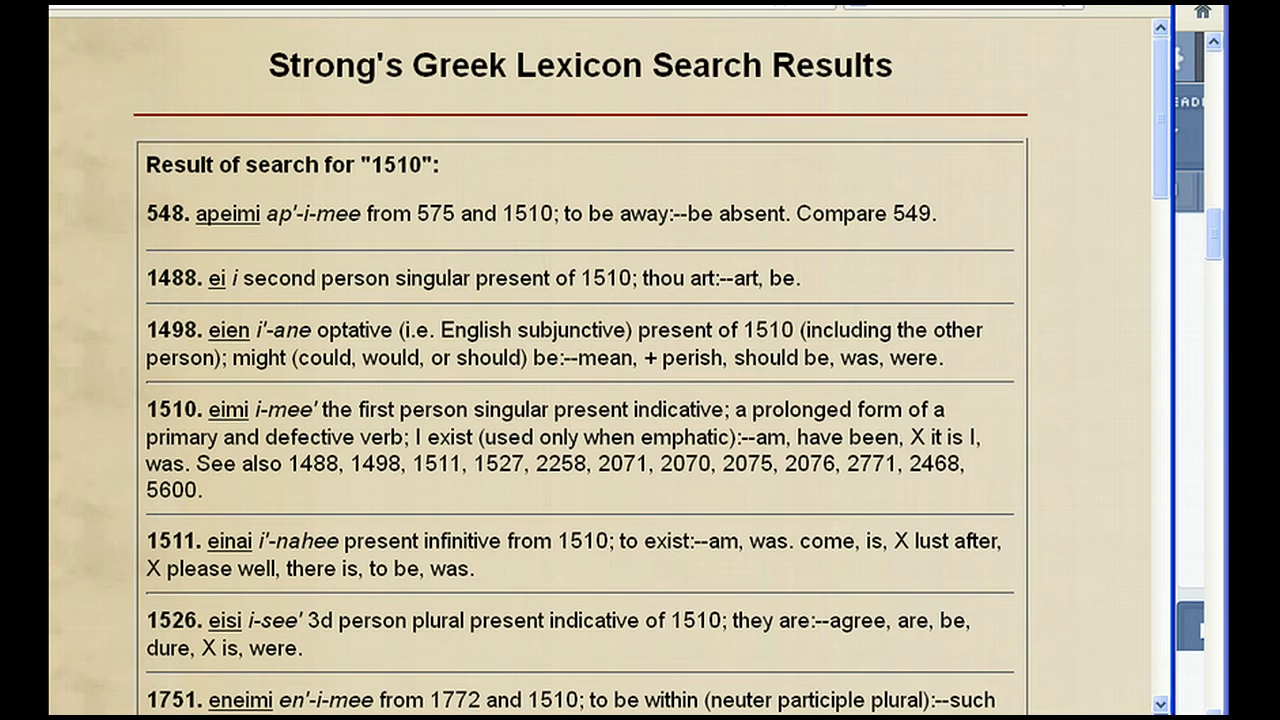 Strong's Greek Lexicon Search Results
Result of search for "1510":
548. apeimi ap'-i-mee from 575 and 1510; to be away:--be absent. Compare 549.
1488. ei i second person singular present of 1510; thou art:--art, be.
1498. eien i'-ane optative (i.e. English subjunctive) present of 1510 (including the other
person); might (could, would, or should) be:--mean, + perish, should be, was, were.
1510. eimi i-mee' the first person singular present indicative; a prolonged form of a
primary and defective verb; I exist (used only when emphatic):--am, have been, X it is I,
was. See also 1488, 1498, 1511, 1527, 2258, 2071, 2070, 2075, 2076, 2771, 2468,
5600.
1511. einai i'-nahee present infinitive from 1510; to exist:--am, was. come, is, X lust after,
X please well, there is, to be, was.
1526. eisi i-see' 3d person plural present indicative of 1510; they are:--agree, are, be,
dure, X is, were.
1751. eneimi en'-i-mee from 1772 and 1510; to be within (neuter participle plural):--such